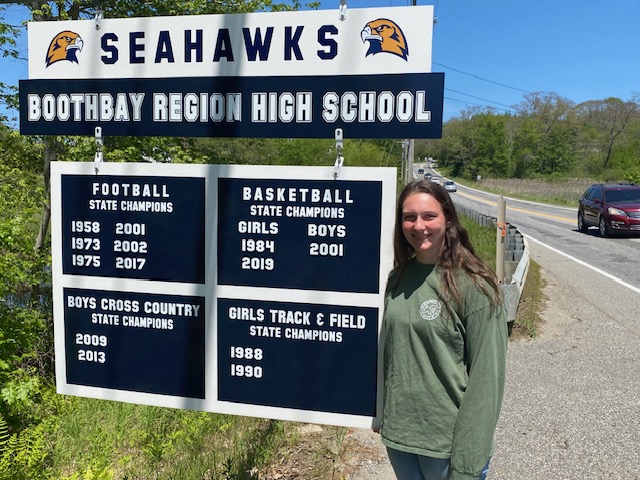 SEAHAWKS
BOOTHBAY REGION HIGH SCHOOL
FOOTBALL
STATE CHAMPIONS
1958 2001
1973 2002
1975 2017
BASKETBALL
STATE CHAMPIONS
GIRLS BOYS
1984 2001
2019
BOYS CROSS COUNTRY
STATE CHAMPIONS
2009
2013
GIRLS TRACK & FIELD
STATE CHAMPIONS
1988
1990